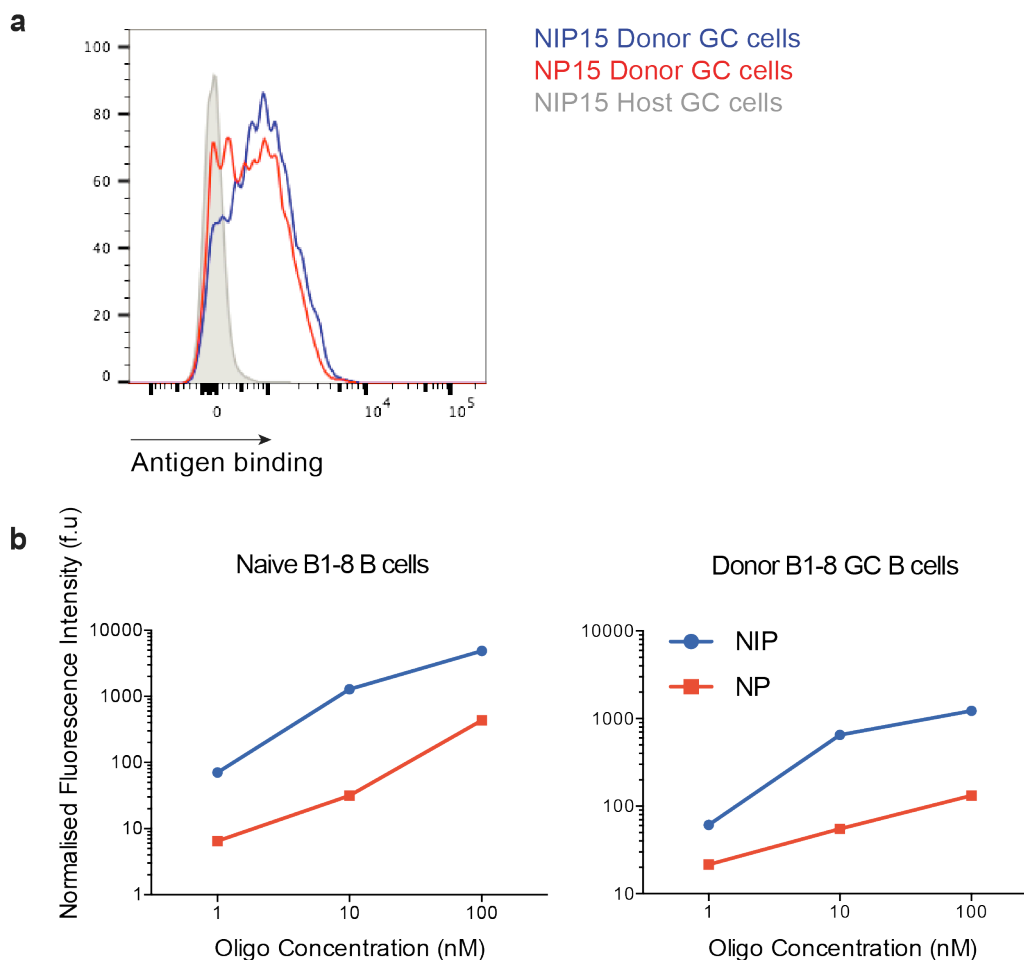 a
NIP15 Donor GC cells
NP15 Donor GC cells
NIP15 Host GC cells
100
80
60
40
20
0
0
10^4
10^5
Antigen binding
b
Normalised Fluorescence Intensity (f.u)
Naive B1-8 B cells
10000
1000
100
10
1
1
10
100
Oligo Concentration (nM)
Donor B1-8 GC B cells
NIP
NP
10000
1000
100
10
1
10
100
Oligo Concentration (nM)